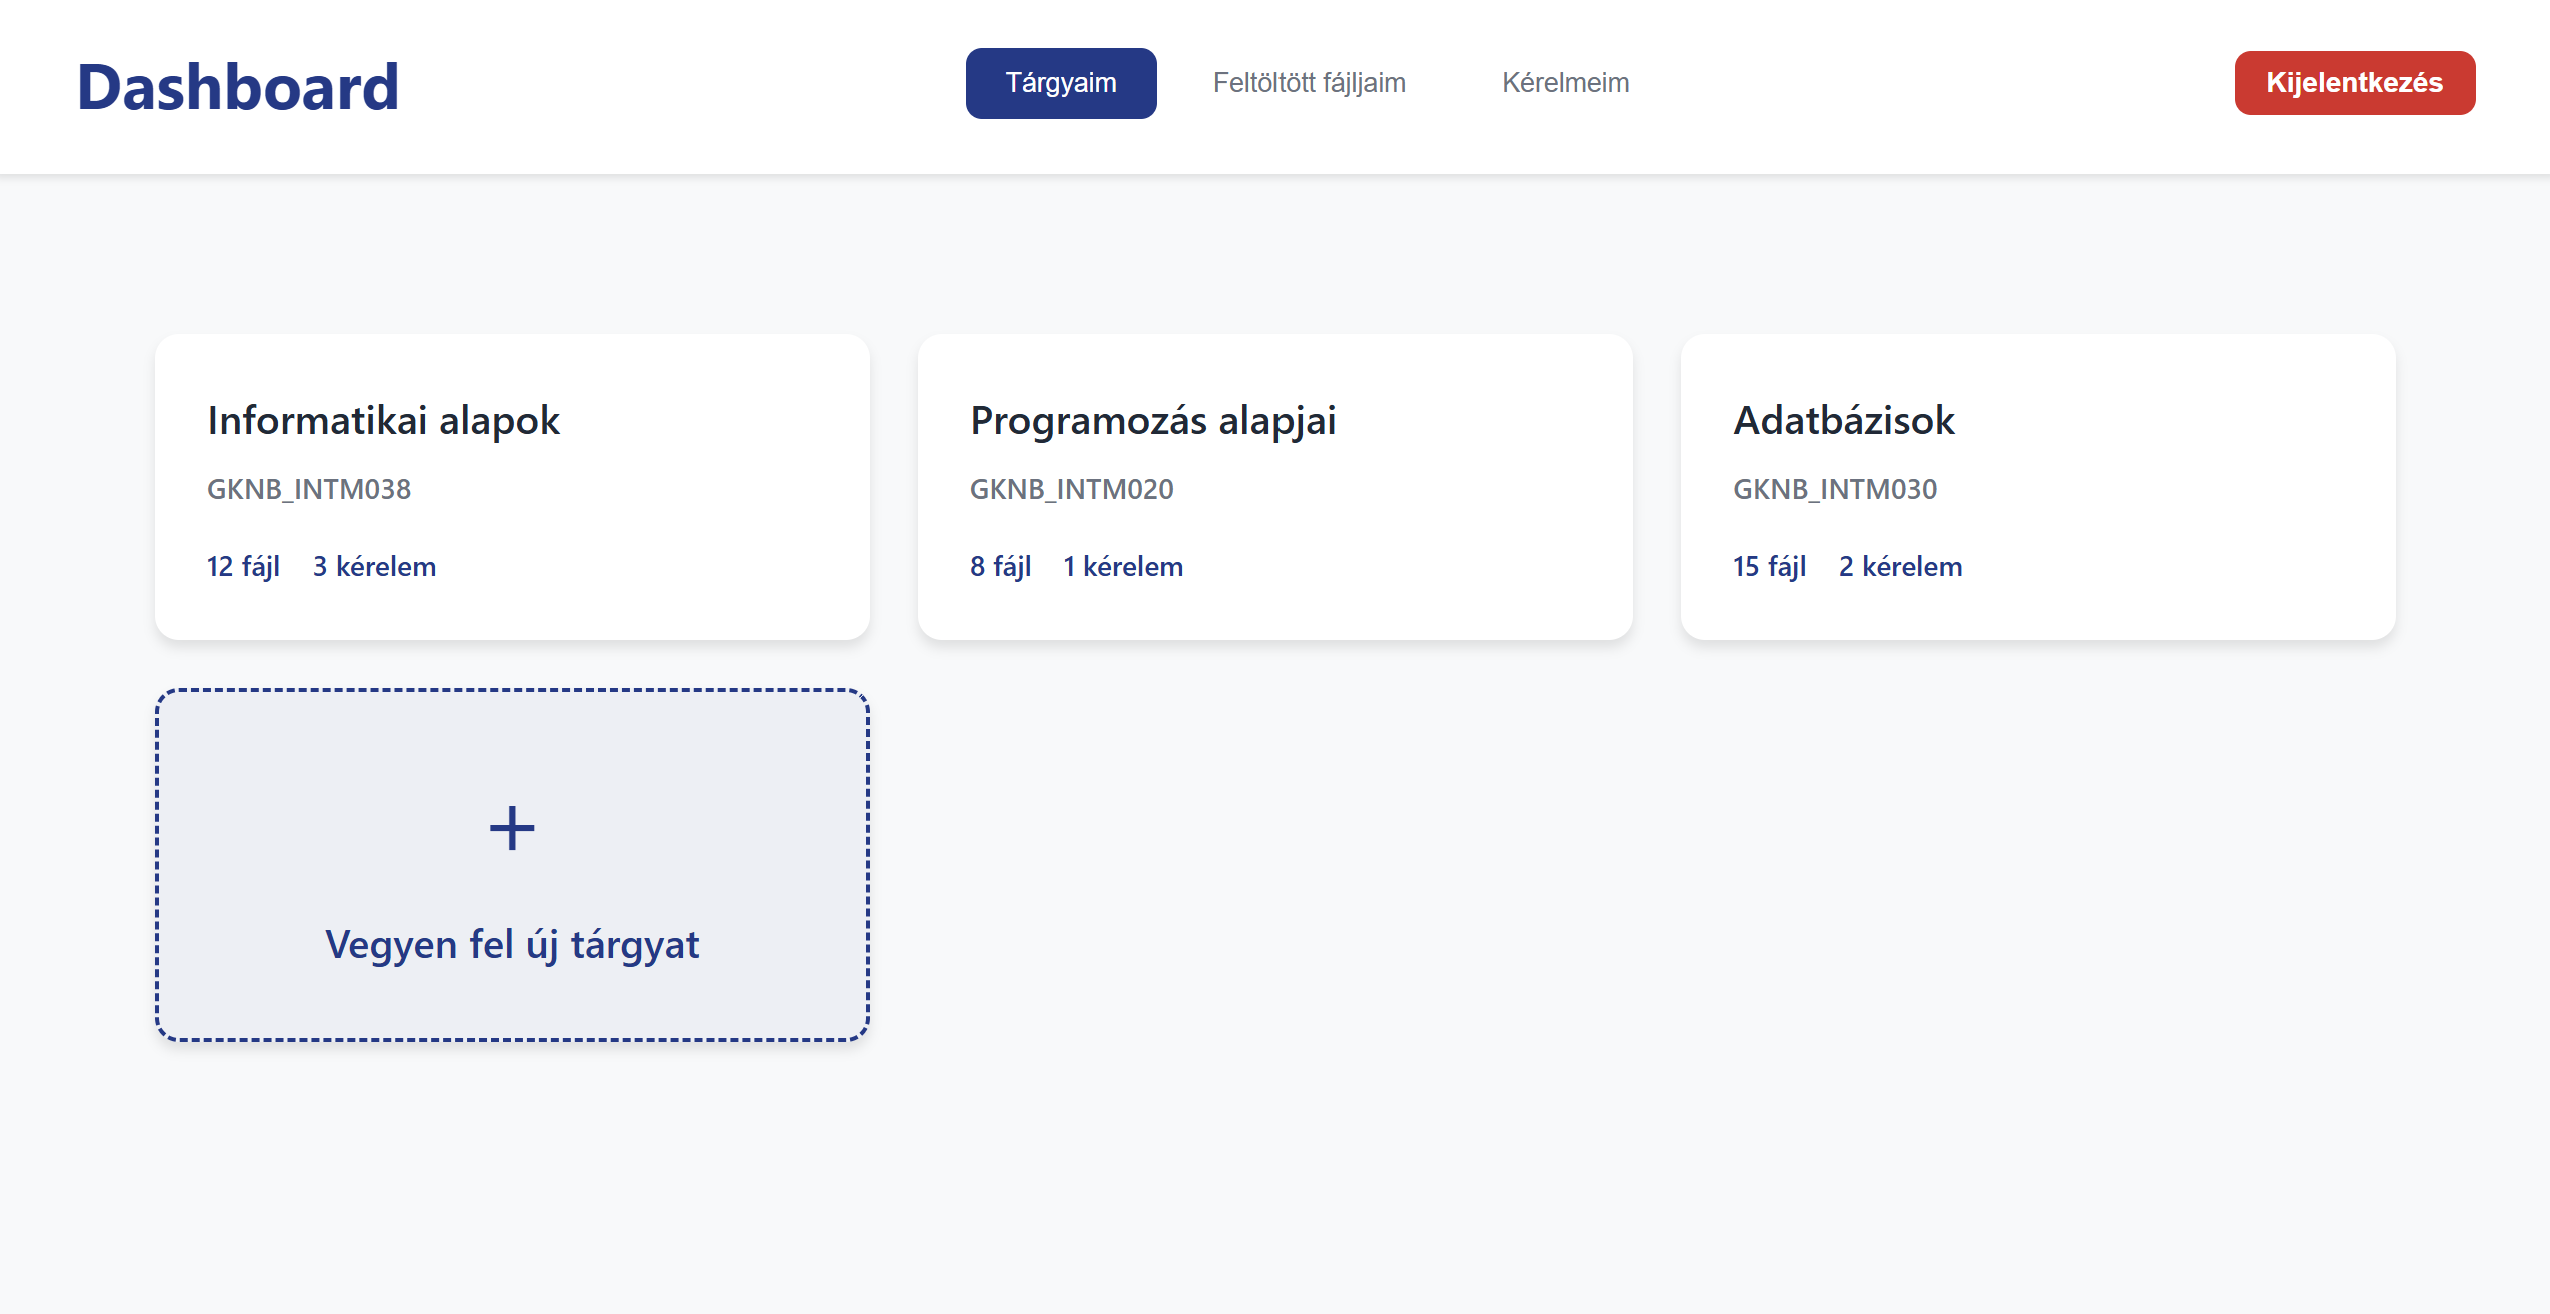 Dashboard
Tárgyaim
Feltöltött fájljaim
Kérelmeim
Kijelentkezés
Informatikai alapok
GKNB_INTM038
12 fájl 3 kérelem
Programozás alapjai
GKNB_INTM020
8 fájl 1 kérelem
Adatbázisok
GKNB_INTM030
15 fájl 2 kérelem
+
Vegyen fel új tárgyat